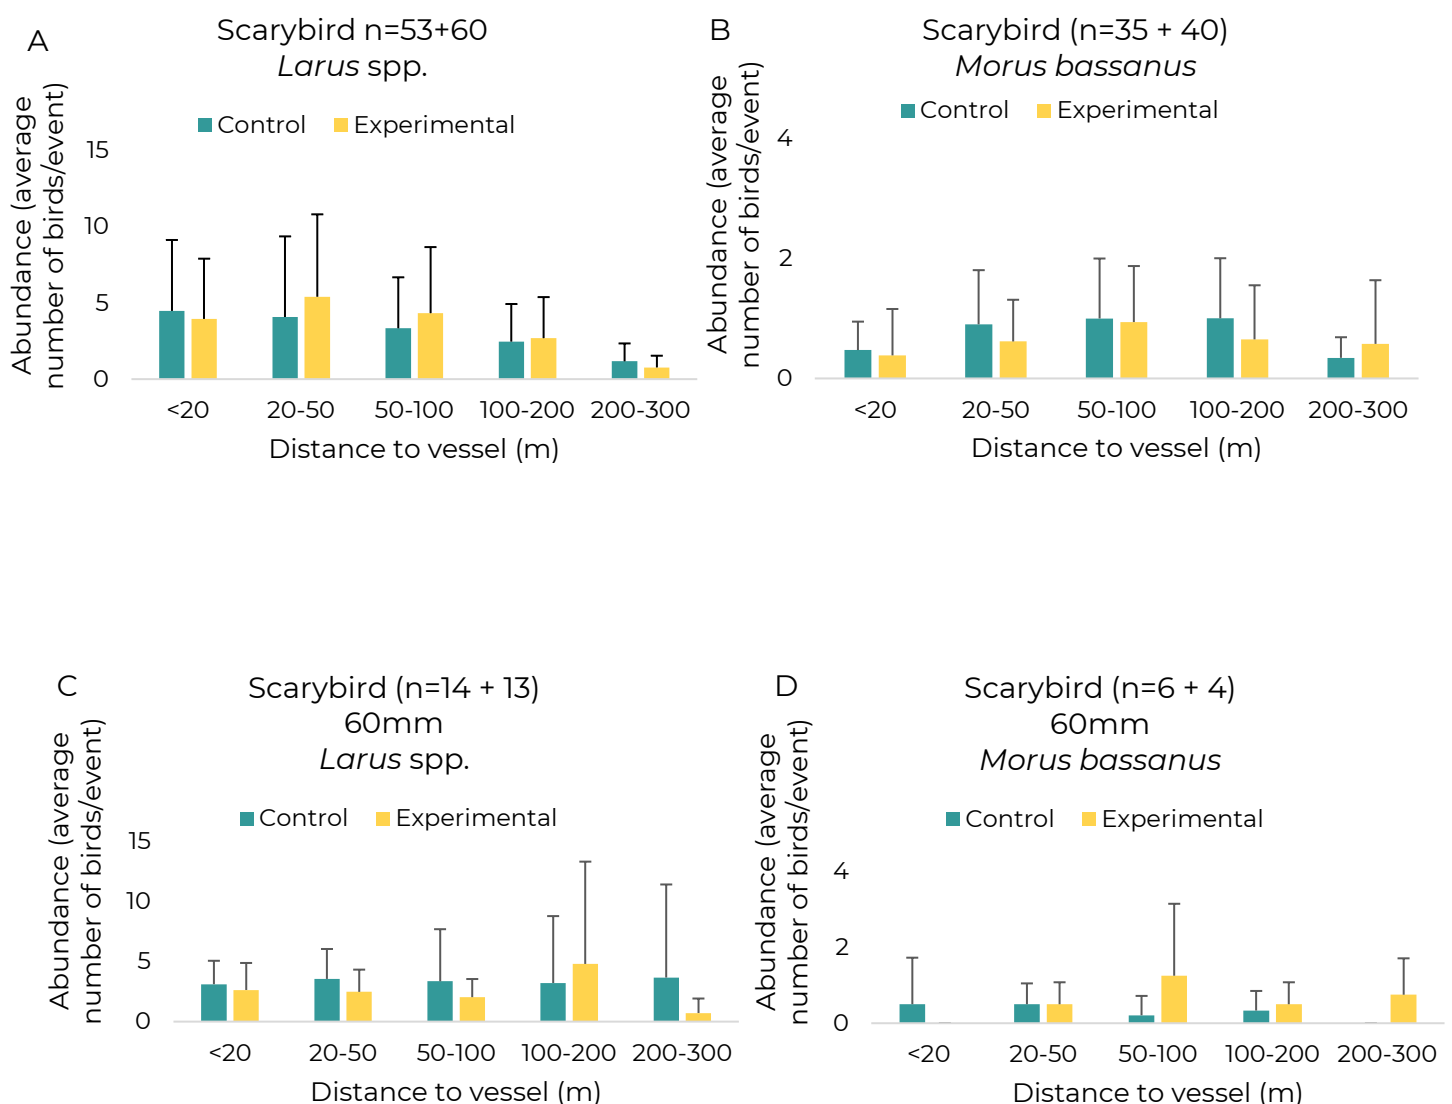 A
Scarybird n=53+60
Larus spp.
Control
Experimental
Abundance (average
number of birds/event)
15
10
5
0
<20
20-50
50-100
100-200
200-300
Distance to vessel (m)
B
Scarybird (n=35 + 40)
Morus bassanus
Control
Experimental
Abundance (average
number of birds/event)
4
2
0
<20
20-50
50-100
100-200
200-300
Distance to vessel (m)
C
Scarybird (n=14 + 13)
60mm
Larus spp.
Control
Experimental
Abundance (average
number of birds/event)
15
10
5
0
<20
20-50
50-100
100-200
200-300
Distance to vessel (m)
D
Scarybird (n=6 + 4)
60mm
Morus bassanus
Control
Experimental
Abundance (average
number of birds/event)
4
2
0
<20
20-50
50-100
100-200
200-300
Distance to vessel (m)